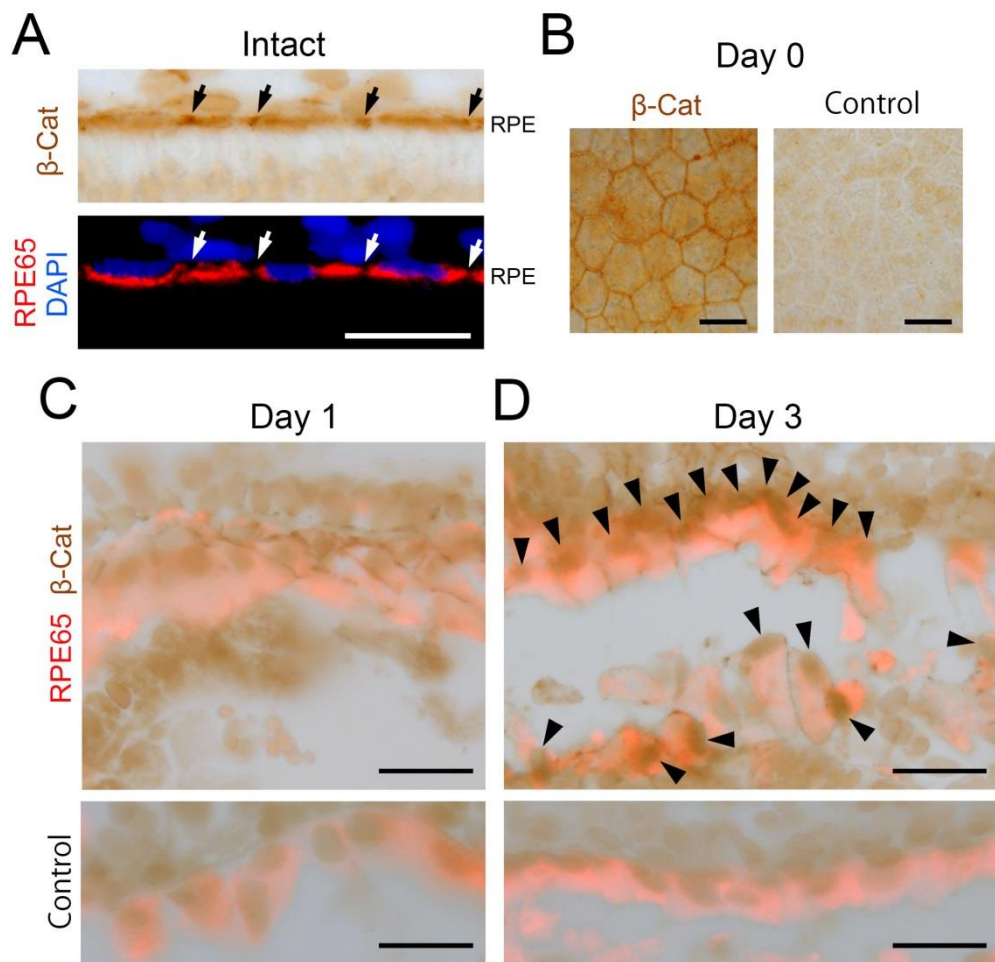 A
Intact
β-Cat
RPE
RPE65
DAPI
RPE
B
Day 0
β-Cat
Control
C
Day 1
RPE65 β-Cat
Control
D
Day 3